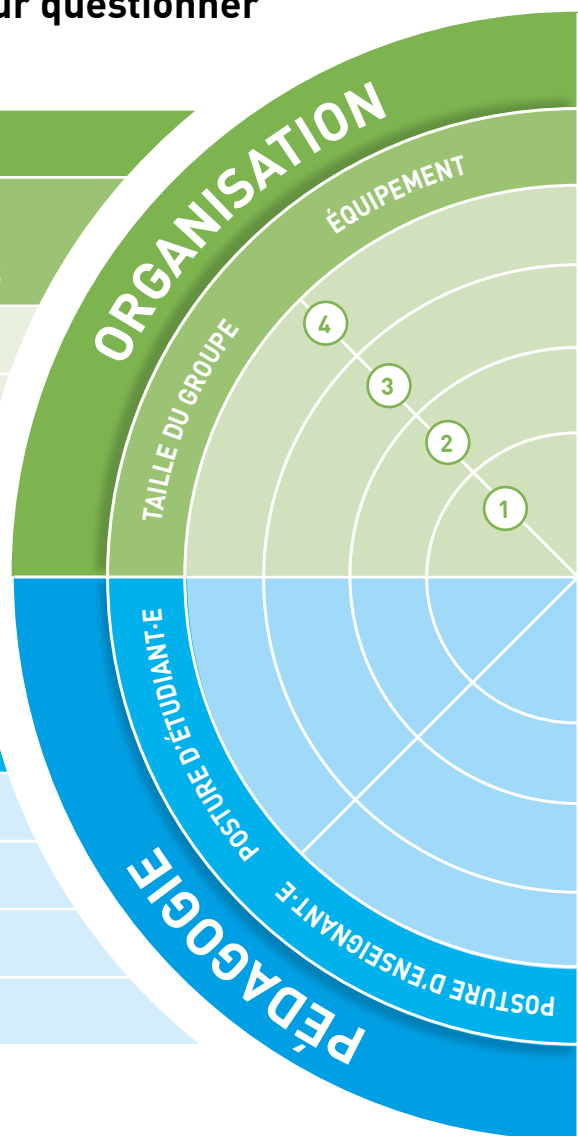 ur questionner
ORGANISATION
ÉQUIPEMENT
TAILLE DU GROUPE
4
3
2
1
POSTURE D'ÉTUDIANT·E
POSTURE D'ENSEIGNANT·E
PÉDAGOGIE